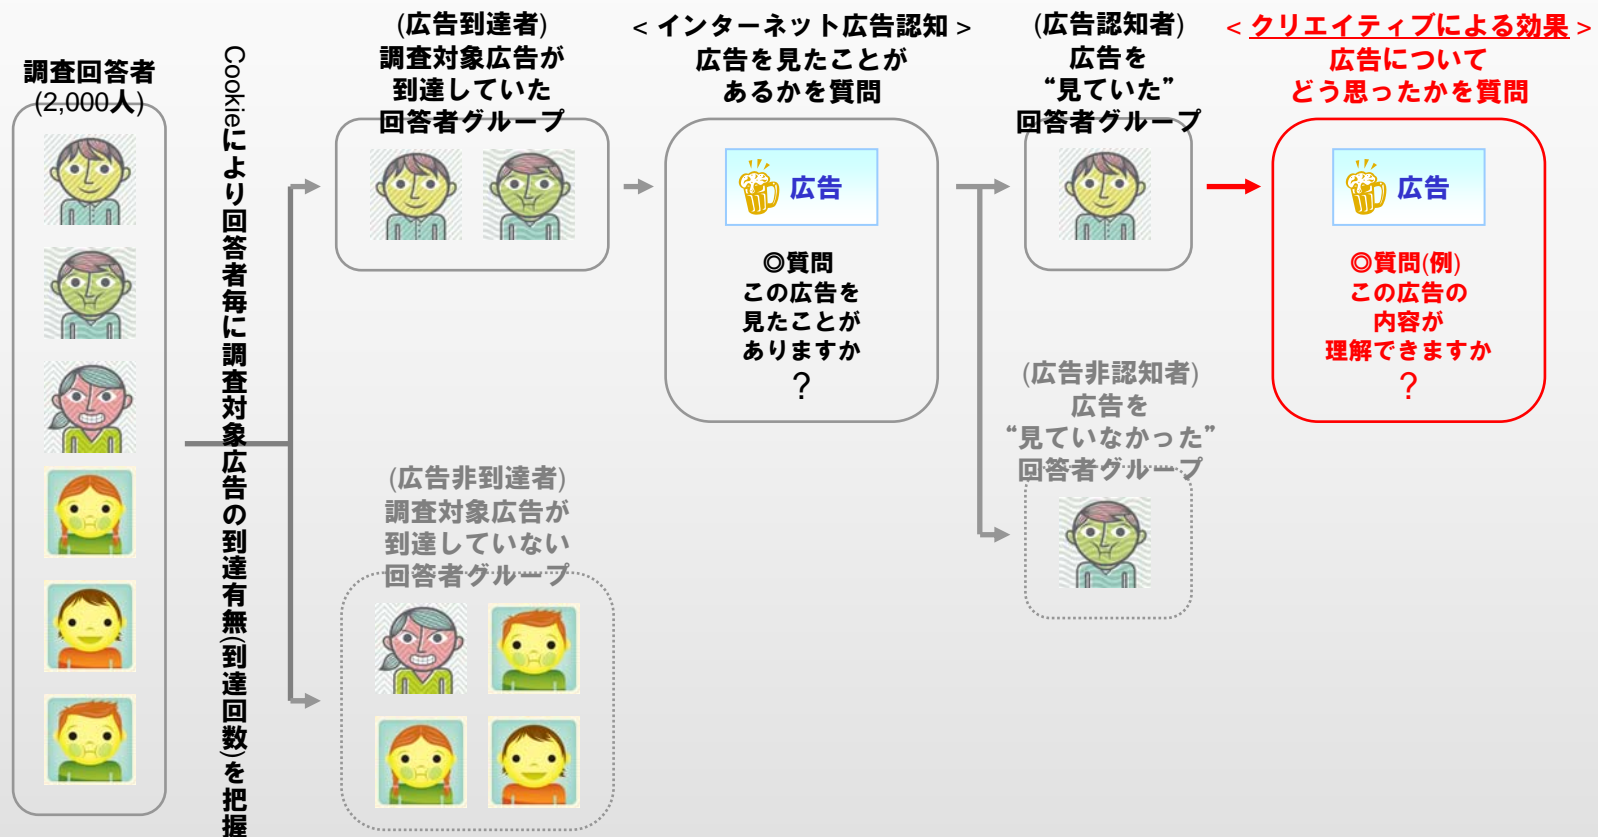 調査回答者
(2,000人)
Cookieにより回答者毎に調査対象広告の到達有無(到達回数)を把握
(広告到達者)
調査対象広告が
到達していた
回答者グループ
< インターネット広告認知 >
広告を見たことが
あるかを質問
広告
◎質問
この広告を
見たことが
ありますか
?
(広告認知者)
広告を
“見ていた”
回答者グループ
< クリエイティブによる効果 >
広告について
どう思ったかを質問
広告
◎質問(例)
この広告の
内容が
理解できますか
?
(広告非到達者)
調査対象広告が
到達していない
回答者グループ
(広告非認知者)
広告を
“見ていなかった”
回答者グループ